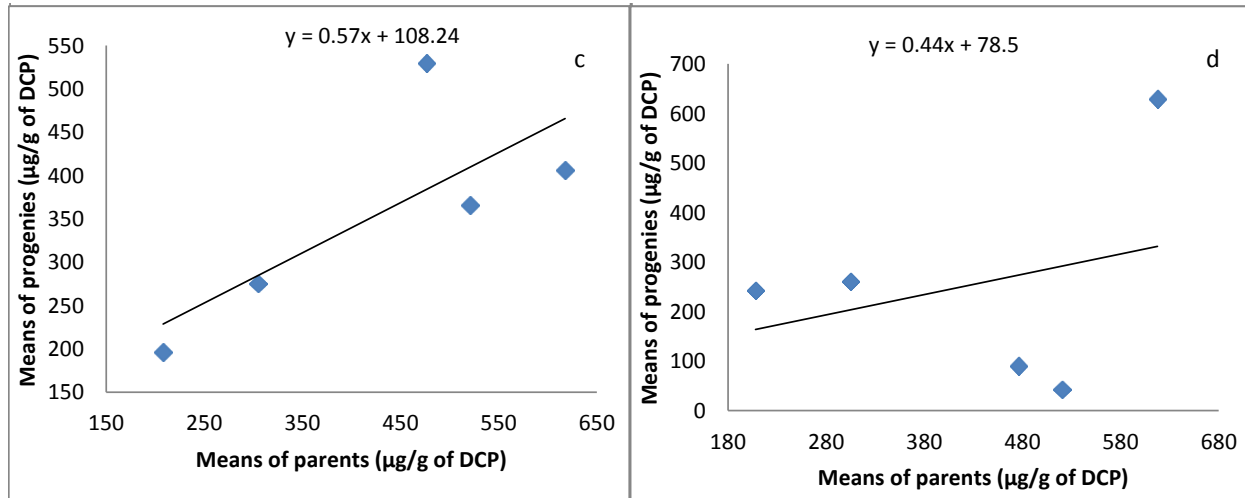 y = 0.57x + 108.24
c
Means of progenies (µg/g of DCP)
550
500
450
400
350
300
250
200
150
150 250 350 450 550 650
Means of parents (µg/g of DCP)
y = 0.44x + 78.5
d
Means of progenies (µg/g of DCP)
700
600
500
400
300
200
100
0
180 280 380 480 580 680
Means of parents (µg/g of DCP)